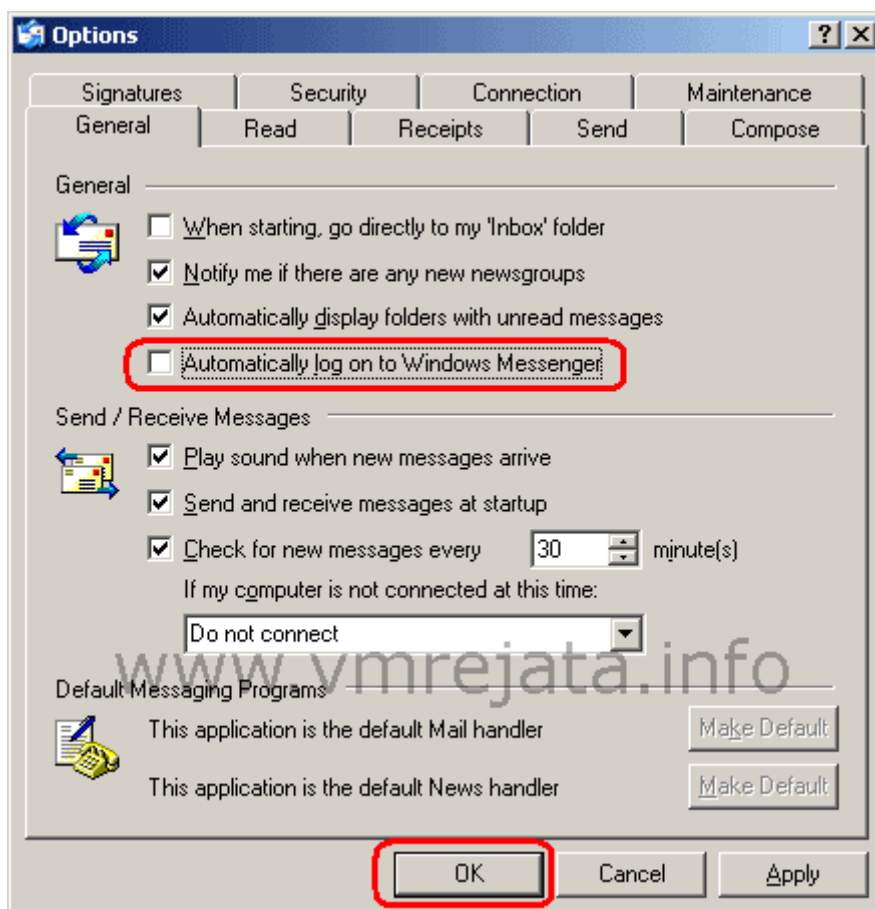 Options
Signatures Security Connection Maintenance
General Read Receipts Send Compose
General
When starting, go directly to my 'Inbox' folder
Notify me if there are any new newsgroups
Automatically display folders with unread messages
Automatically log on to Windows Messenger
Send / Receive Messages
Play sound when new messages arrive
Send and receive messages at startup
Check for new messages every 30 minute(s)
If my computer is not connected at this time:
Do not connect
www.vmrejata.info
Default Messaging Programs
This application is the default Mail handler Make Default
This application is the default News handler Make Default
OK Cancel Apply